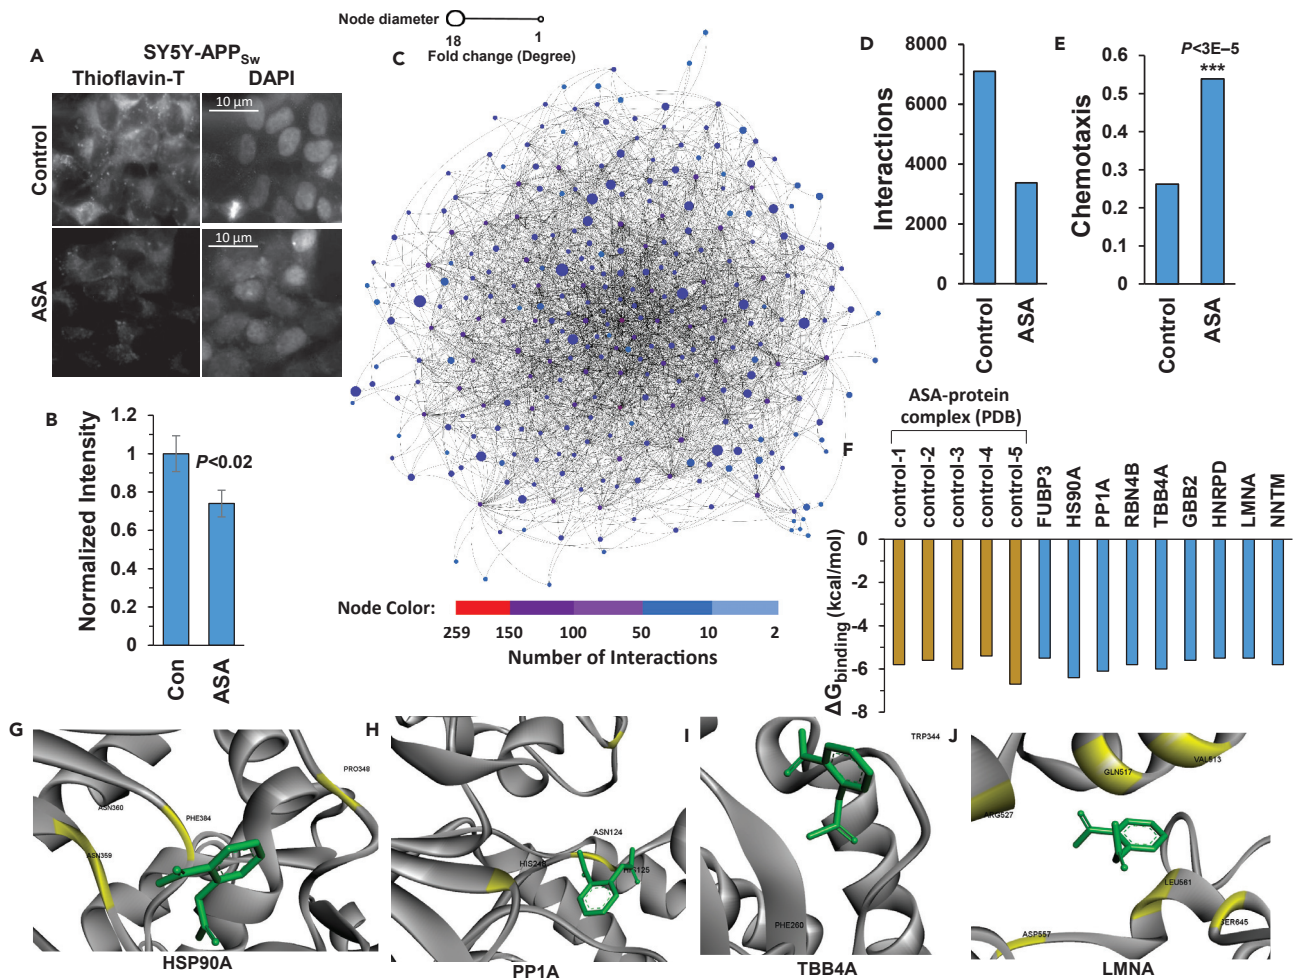 A
SY5Y-APPSw
Thioflavin-T
DAPI
Control
10 μm
ASA
10 μm
B
Normalized Intensity
1.2
1
0.8
0.6
0.4
0.2
0
P<0.02
Con
ASA
Node diameter
18
1
Fold change (Degree)
C
Node Color:
259
150
100
50
10
2
Number of Interactions
D
Interactions
8000
6000
4000
2000
0
Control
ASA
E
P<3E–5
***
Chemotaxis
0.6
0.5
0.4
0.3
0.2
0.1
0
Control
ASA
F
ASA-protein
complex (PDB)
control-1
control-2
control-3
control-4
control-5
FUBP3
HS90A
PP1A
RBN4B
TBB4A
GBB2
HNRPD
LMNA
NNTM
ΔGbinding (kcal/mol)
0
-2
-4
-6
-8
G
PRO348
ASN360
PHE384
ASN359
HSP90A
H
ASN124
HIS248
PP1A
I
TRP344
PHE260
TBB4A
J
VAL513
GLN517
ARG527
LEU561
SER645
ASP557
LMNA